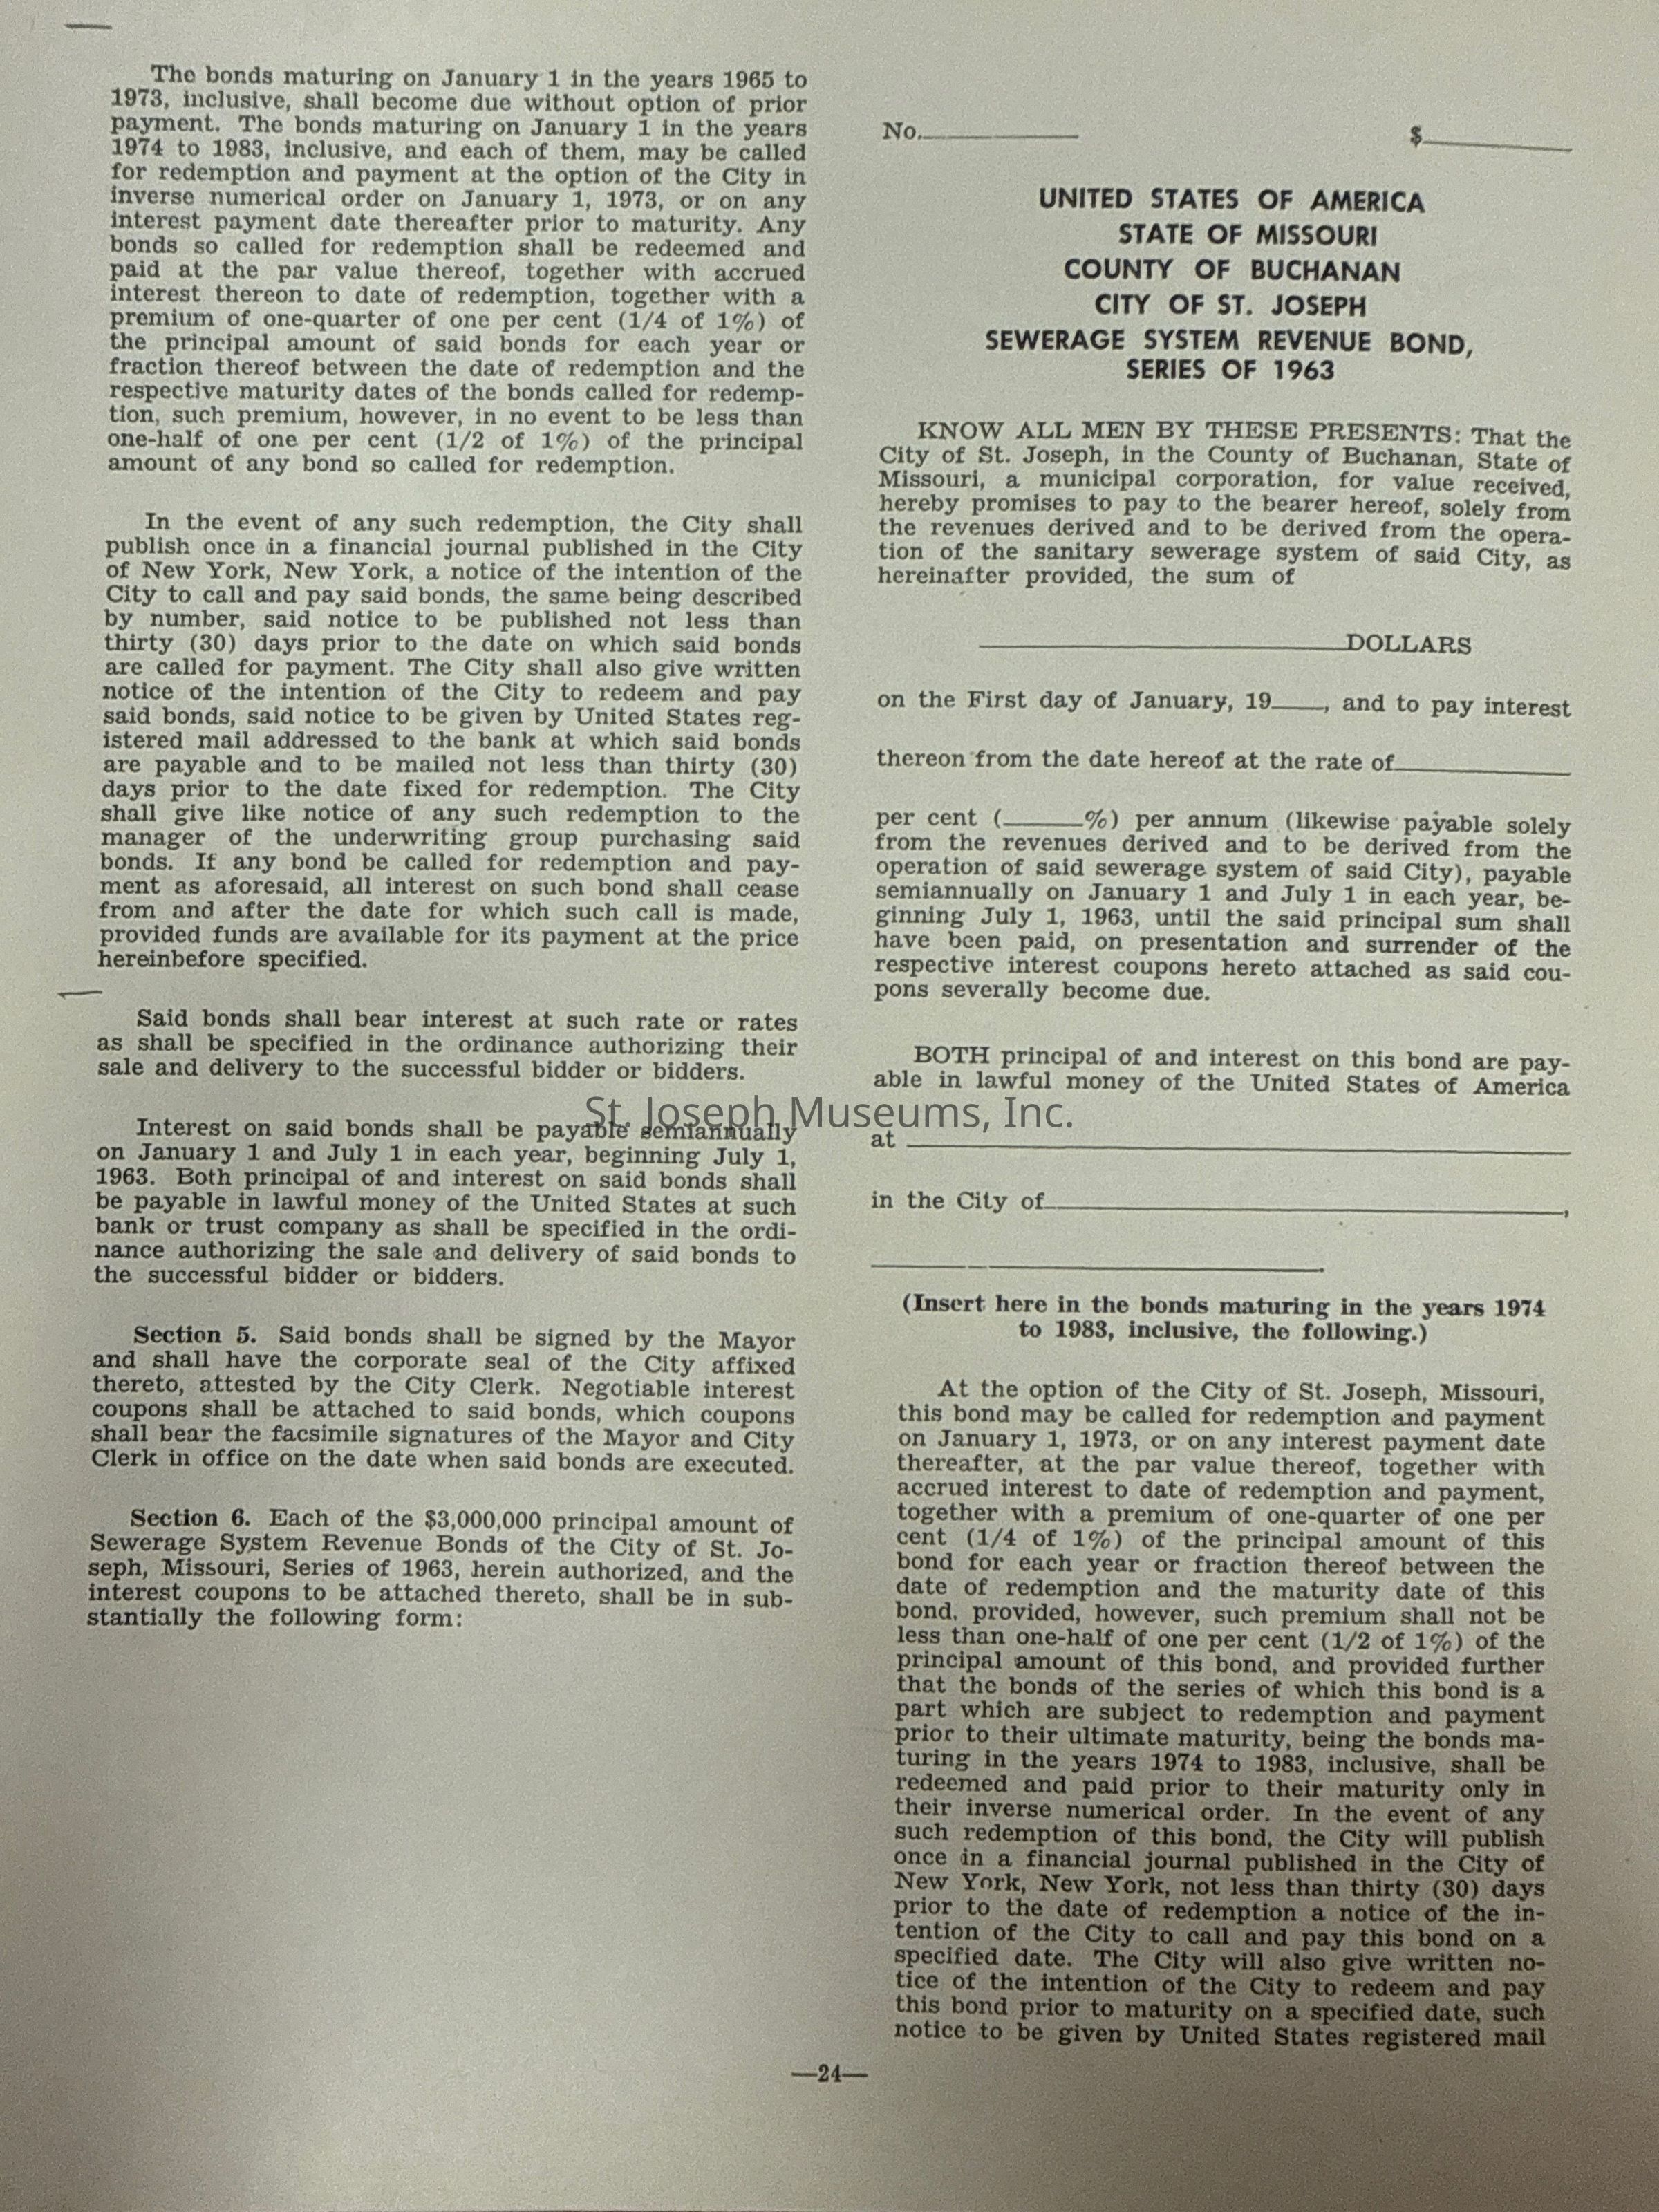 The bonds maturing on January 1 in the years 1965 to
1973, inclusive, shall become due without option of prior
payment. The bonds maturing on January 1 in the years
1974 to 1983, inclusive, and each of them, may be called
for redemption and payment at the option of the City in
inverse numerical order on January 1, 1973, or on any
interest payment date thereafter prior to maturity. Any
bonds so called for redemption shall be redeemed and
paid at the par value thereof, together with accrued
interest thereon to date of redemption, together with a
premium of one-quarter of one per cent (1/4 of 1%) of
the principal amount of said bonds for each year or
fraction thereof between the date of redemption and the
respective maturity dates of the bonds called for redemp-
tion, such premium, however, in no event to be less than
one-half of one per cent (1/2 of 1%) of the principal
amount of any bond so called for redemption.
In the event of any such redemption, the City shall
publish once in a financial journal published in the City
of New York, New York, a notice of the intention of the
City to call and pay said bonds, the same being described
by number, said notice to be published not less than
thirty (30) days prior to the date on which said bonds
are called for payment. The City shall also give written
notice of the intention of the City to redeem and pay
said bonds, said notice to be given by United States reg-
istered mail addressed to the bank at which said bonds
are payable and to be mailed not less than thirty (30)
days prior to the date fixed for redemption. The City
shall give like notice of any such redemption to the
manager of the underwriting group purchasing said
bonds. If any bond be called for redemption and pay-
ment as aforesaid, all interest on such bond shall cease
from and after the date for which such call is made,
provided funds are available for its payment at the price
hereinbefore specified.
Said bonds shall bear interest at such rate or rates
as shall be specified in the ordinance authorizing their
sale and delivery to the successful bidder or bidders.
Interest on said bonds shall be payable semiannually
on January 1 and July 1 in each year, beginning July 1,
1963. Both principal of and interest on said bonds shall
be payable in lawful money of the United States at such
bank or trust company as shall be specified in the ordi-
nance authorizing the sale and delivery of said bonds to
the successful bidder or bidders.
Section 5. Said bonds shall be signed by the Mayor
and shall have the corporate seal of the City affixed
thereto, attested by the City Clerk. Negotiable interest
coupons shall be attached to said bonds, which coupons
shall bear the facsimile signatures of the Mayor and City
Clerk in office on the date when said bonds are executed.
Section 6. Each of the $3,000,000 principal amount of
Sewerage System Revenue Bonds of the City of St. Jo-
seph, Missouri, Series of 1963, herein authorized, and the
interest coupons to be attached thereto, shall be in sub-
stantially the following form:
No.____________ $____________
UNITED STATES OF AMERICA
STATE OF MISSOURI
COUNTY OF BUCHANAN
CITY OF ST. JOSEPH
SEWERAGE SYSTEM REVENUE BOND,
SERIES OF 1963
KNOW ALL MEN BY THESE PRESENTS: That the
City of St. Joseph, in the County of Buchanan, State of
Missouri, a municipal corporation, for value received,
hereby promises to pay to the bearer hereof, solely from
the revenues derived and to be derived from the opera-
tion of the sanitary sewerage system of said City, as
hereinafter provided, the sum of
____________________________DOLLARS
on the First day of January, 19____, and to pay interest
thereon from the date hereof at the rate of______________
per cent (______%) per annum (likewise payable solely
from the revenues derived and to be derived from the
operation of said sewerage system of said City), payable
semiannually on January 1 and July 1 in each year, be-
ginning July 1, 1963, until the said principal sum shall
have been paid, on presentation and surrender of the
respective interest coupons hereto attached as said cou-
pons severally become due.
BOTH principal of and interest on this bond are pay-
able in lawful money of the United States of America
at ______________________________
in the City of______________________________,
______________________________.
(Insert here in the bonds maturing in the years 1974
to 1983, inclusive, the following.)
At the option of the City of St. Joseph, Missouri,
this bond may be called for redemption and payment
on January 1, 1973, or on any interest payment date
thereafter, at the par value thereof, together with
accrued interest to date of redemption and payment,
together with a premium of one-quarter of one per
cent (1/4 of 1%) of the principal amount of this
bond for each year or fraction thereof between the
date of redemption and the maturity date of this
bond, provided, however, such premium shall not be
less than one-half of one per cent (1/2 of 1%) of the
principal amount of this bond, and provided further
that the bonds of the series of which this bond is a
part which are subject to redemption and payment
prior to their ultimate maturity, being the bonds ma-
turing in the years 1974 to 1983, inclusive, shall be
redeemed and paid prior to their maturity only in
their inverse numerical order. In the event of any
such redemption of this bond, the City will publish
once in a financial journal published in the City of
New York, New York, not less than thirty (30) days
prior to the date of redemption a notice of the in-
tention of the City to call and pay this bond on a
specified date. The City will also give written no-
tice of the intention of the City to redeem and pay
this bond prior to maturity on a specified date, such
notice to be given by United States registered mail
—24—
St. Joseph Museums, Inc.